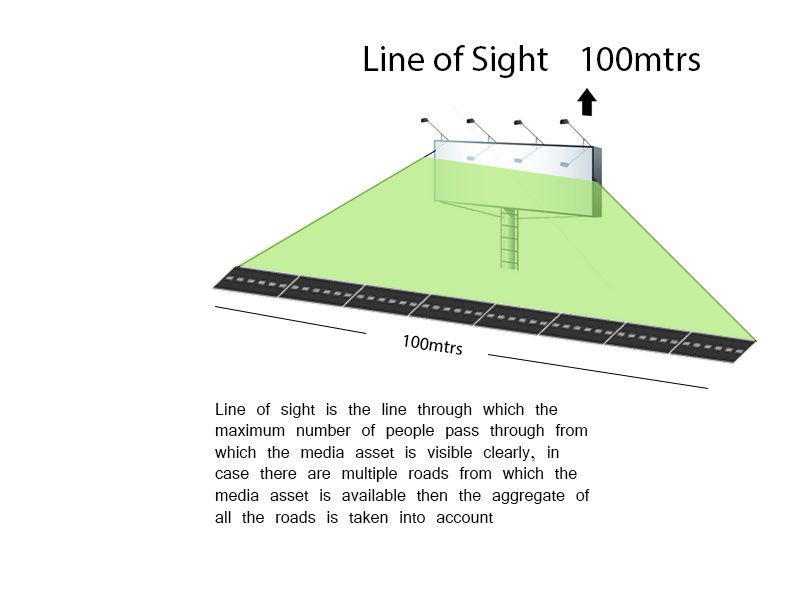 Line of Sight 100mtrs
100mtrs
Line of sight is the line through which the
maximum number of people pass through from
which the media asset is visible clearly, in
case there are multiple roads from which the
media asset is available then the aggregate of
all the roads is taken into account